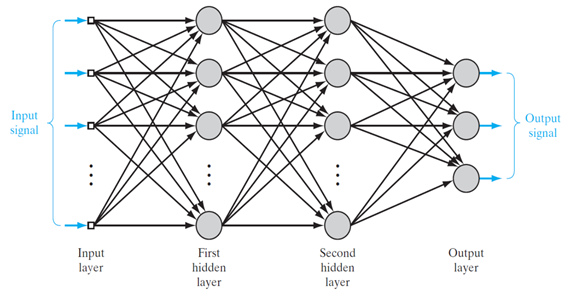 Input
signal
Output
signal
Input
layer
First
hidden
layer
Second
hidden
layer
Output
layer